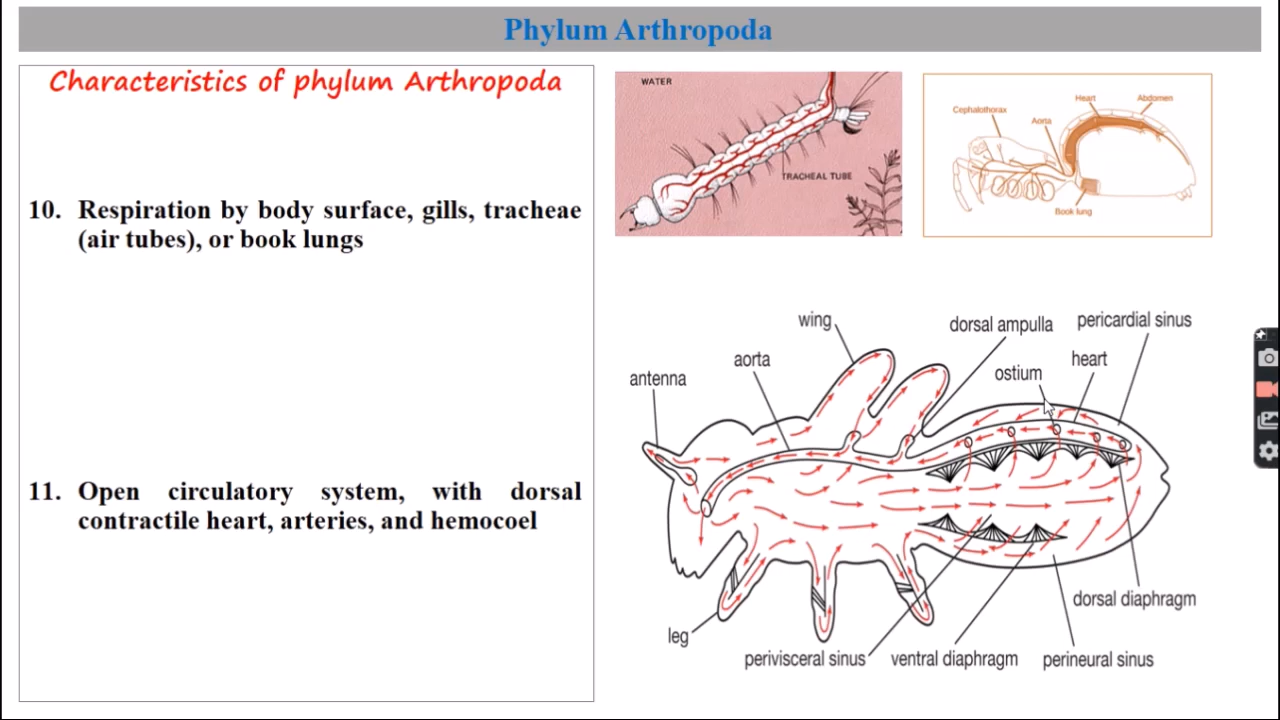 Phylum Arthropoda
Characteristics of phylum Arthropoda
10. Respiration by body surface, gills, tracheae
(air tubes), or book lungs
11. Open circulatory system, with dorsal
contractile heart, arteries, and hemocoel
WATER
TRACHEAL TUBE
Cephalothorax
Aorta
Heart
Abdomen
Book lung
wing
dorsal ampulla
pericardial sinus
aorta
ostium
heart
antenna
dorsal diaphragm
leg
perivisceral sinus
ventral diaphragm
perineural sinus